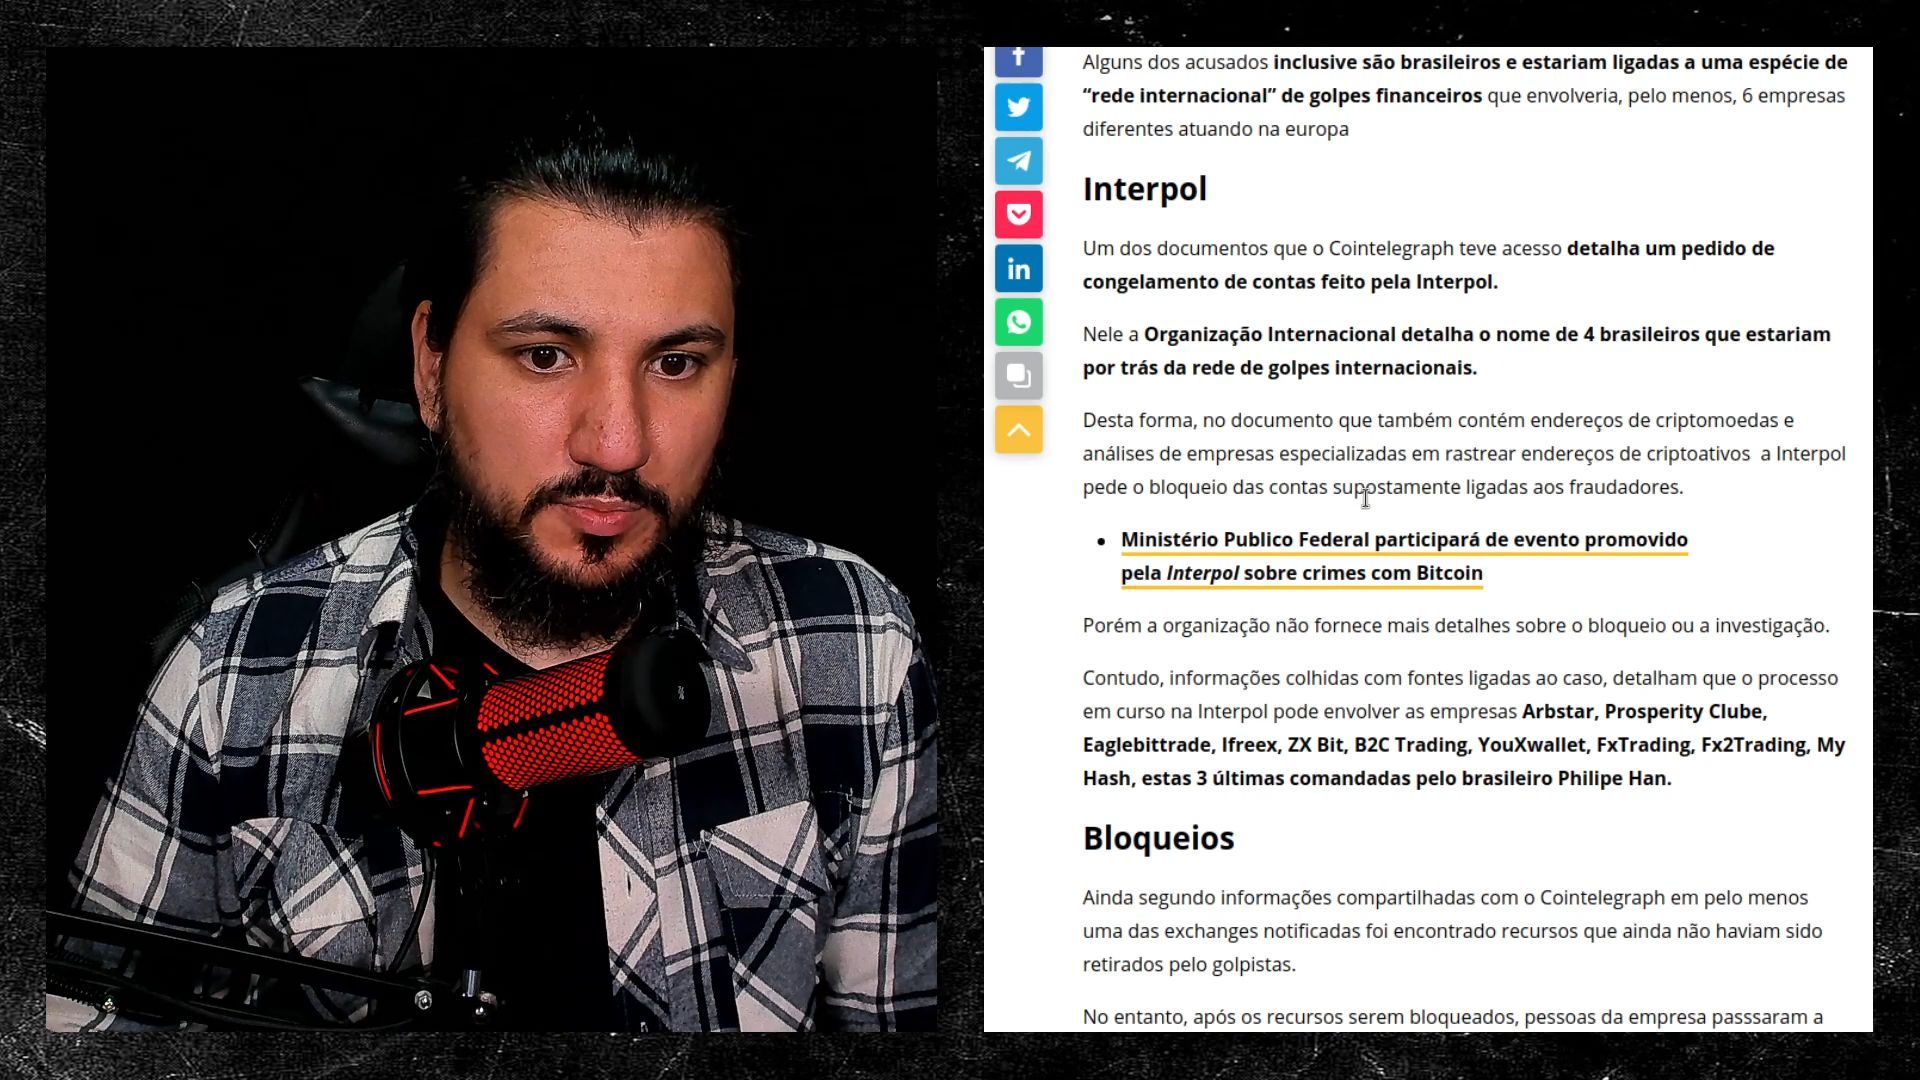 Alguns dos acusados inclusive são brasileiros e estariam ligadas a uma espécie de
“rede internacional” de golpes financeiros que envolveria, pelo menos, 6 empresas
diferentes atuando na europa
Interpol
Um dos documentos que o Cointelegraph teve acesso detalha um pedido de
congelamento de contas feito pela Interpol.
Nele a Organização Internacional detalha o nome de 4 brasileiros que estariam
por trás da rede de golpes internacionais.
Desta forma, no documento que também contém endereços de criptomoedas e
análises de empresas especializadas em rastrear endereços de criptoativos a Interpol
pede o bloqueio das contas supostamente ligadas aos fraudadores.
Ministério Publico Federal participará de evento promovido
pela Interpol sobre crimes com Bitcoin
Porém a organização não fornece mais detalhes sobre o bloqueio ou a investigação.
Contudo, informações colhidas com fontes ligadas ao caso, detalham que o processo
em curso na Interpol pode envolver as empresas Arbstar, Prosperity Clube,
Eaglebittrade, Ifreex, ZX Bit, B2C Trading, YouXwallet, FxTrading, Fx2Trading, My
Hash, estas 3 últimas comandadas pelo brasileiro Philipe Han.
Bloqueios
Ainda segundo informações compartilhadas com o Cointelegraph em pelo menos
uma das exchanges notificadas foi encontrado recursos que ainda não haviam sido
retirados pelo golpistas.
No entanto, após os recursos serem bloqueados, pessoas da empresa passsaram a